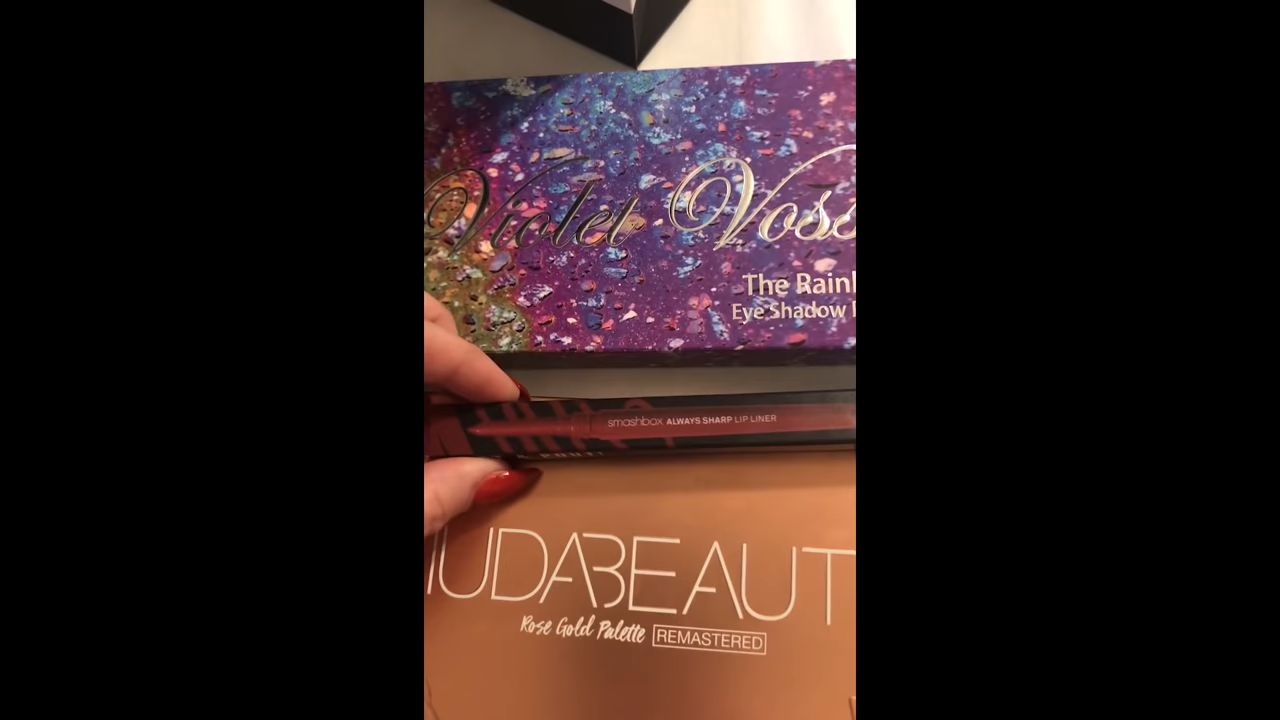 Violet Voss
The Rain
Eye Shadow
smashbox ALWAYS SHARP LIP LINER
HUDABEAUT
Rose Gold Palette REMASTERED